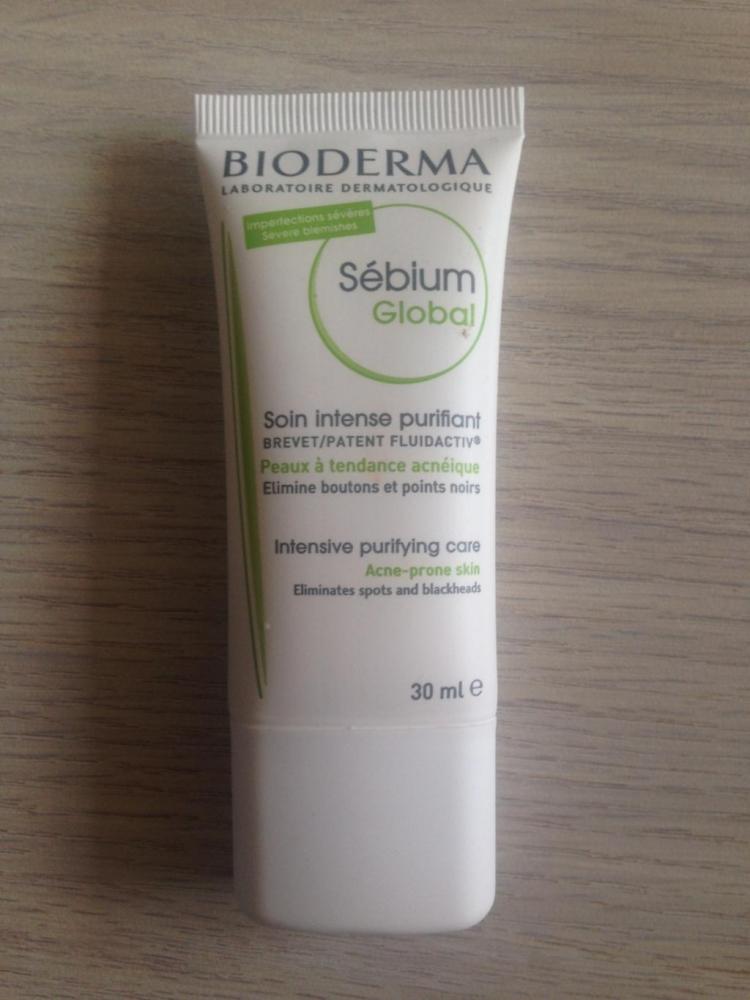 BIODERMA
LABORATOIRE DERMATOLOGIQUE
Imperfections sévères
Severe blemishes
Sébium
Global
Soin intense purifiant
BREVET/PATENT FLUIDACTIV®
Peaux à tendance acnéique
Elimine boutons et points noirs
Intensive purifying care
Acne-prone skin
Eliminates spots and blackheads
30 ml e